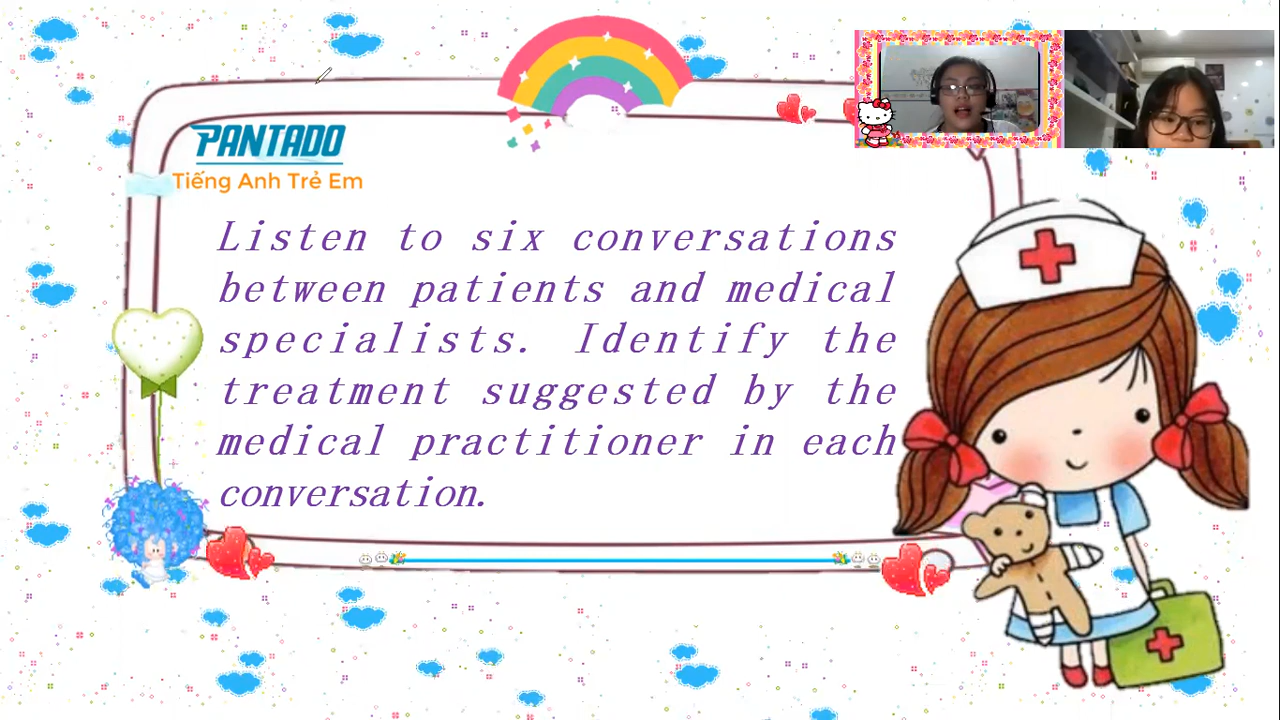 PANTADO
Tiếng Anh Trẻ Em
Listen to six conversations
between patients and medical
specialists. Identify the
treatment suggested by the
medical practitioner in each
conversation.